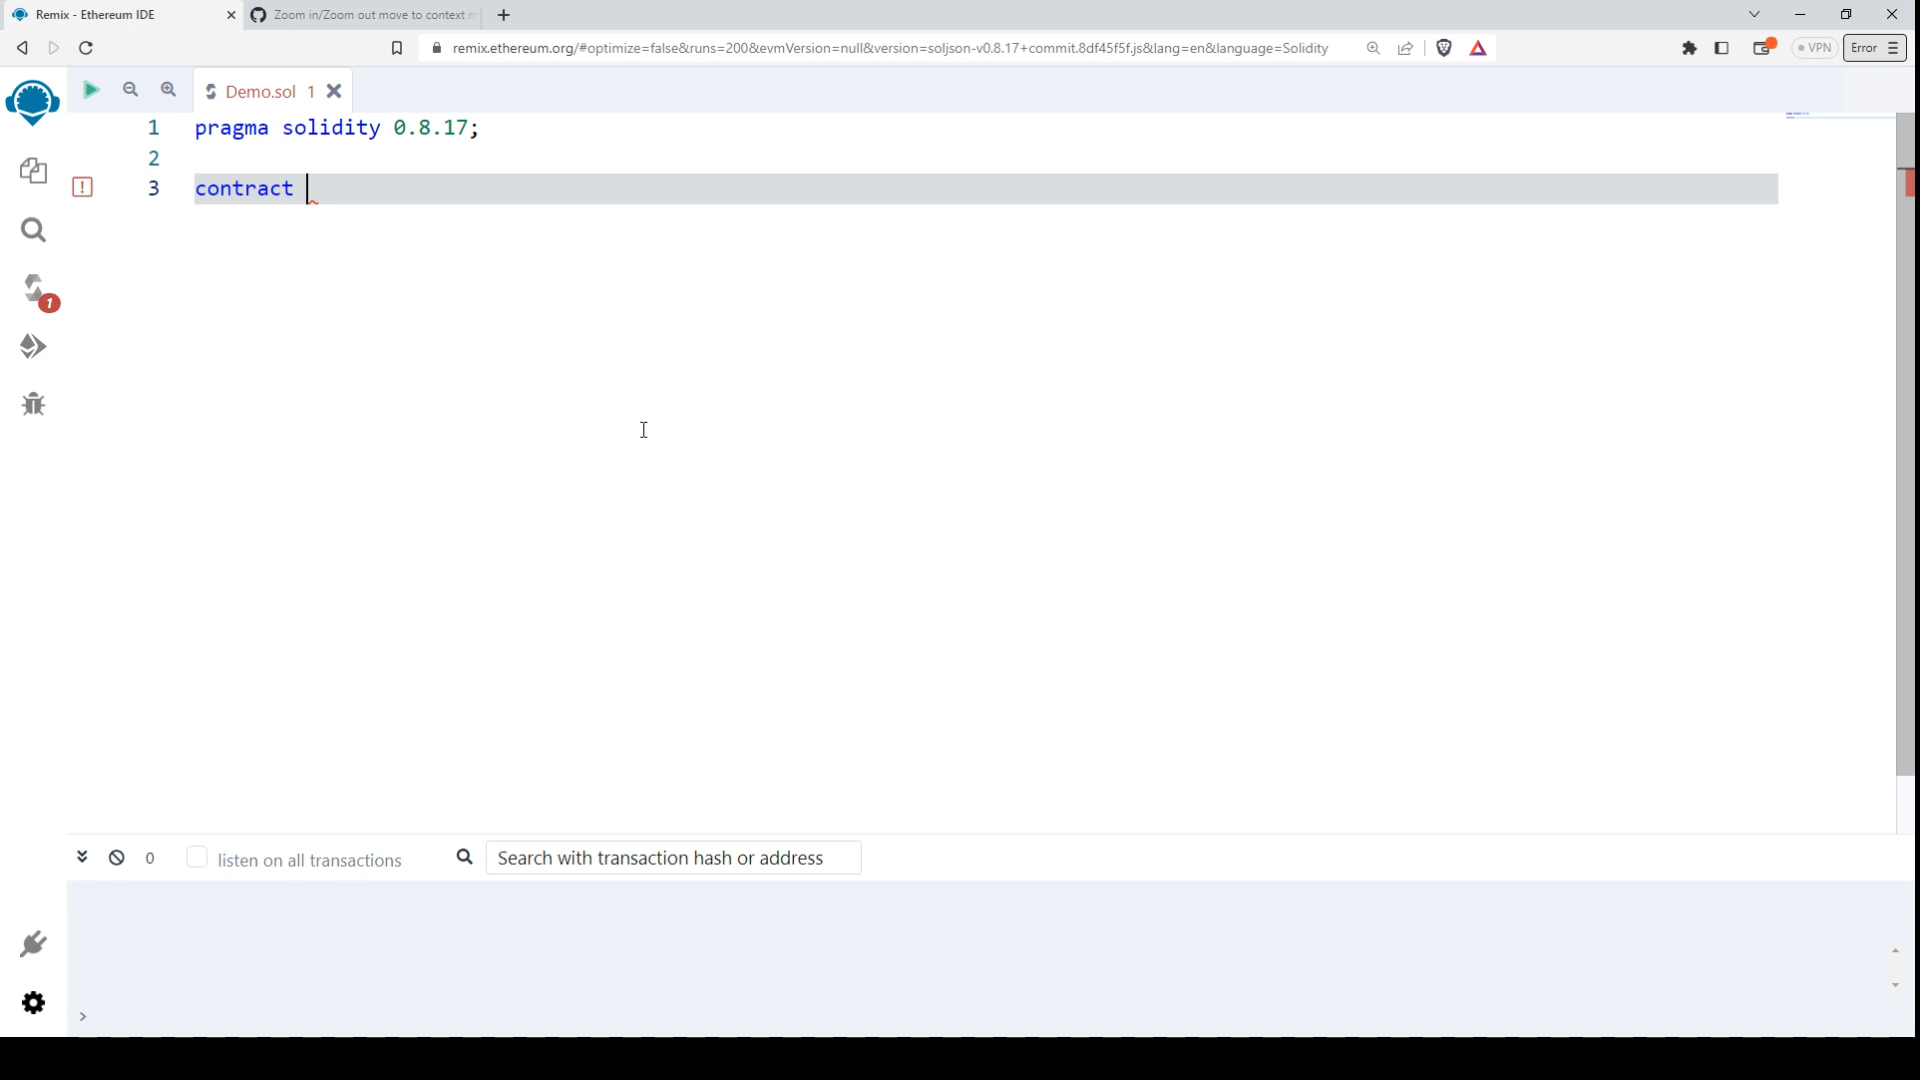 Remix - Ethereum IDE
Zoom in/Zoom out move to context
remix.ethereum.org/#optimize=false&runs=200&evmVersion=null&version=soljson-v0.8.17+commit.8df45f5f.js&lang=en&language=Solidity
VPN
Error
Demo.sol 1
1 pragma solidity 0.8.17;
2
3 contract
1
0
listen on all transactions
Search with transaction hash or address
>